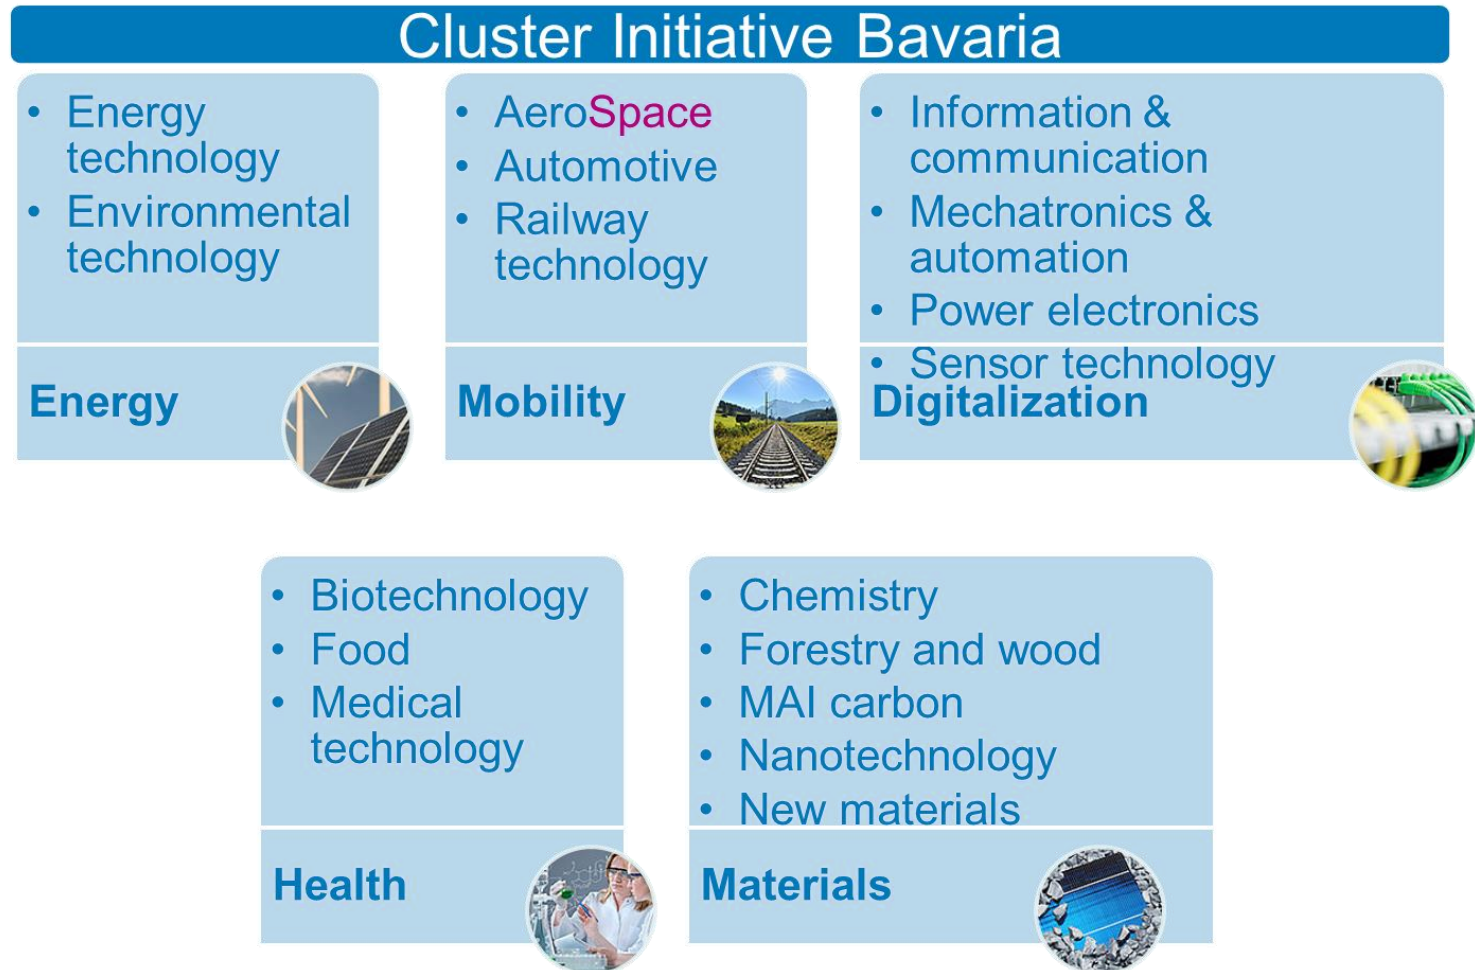 Cluster Initiative Bavaria
• Energy
technology
• Environmental
technology
Energy
• AeroSpace
• Automotive
• Railway
technology
Mobility
• Information &
communication
• Mechatronics &
automation
• Power electronics
• Sensor technology
Digitalization
• Biotechnology
• Food
• Medical
technology
Health
• Chemistry
• Forestry and wood
• MAI carbon
• Nanotechnology
• New materials
Materials